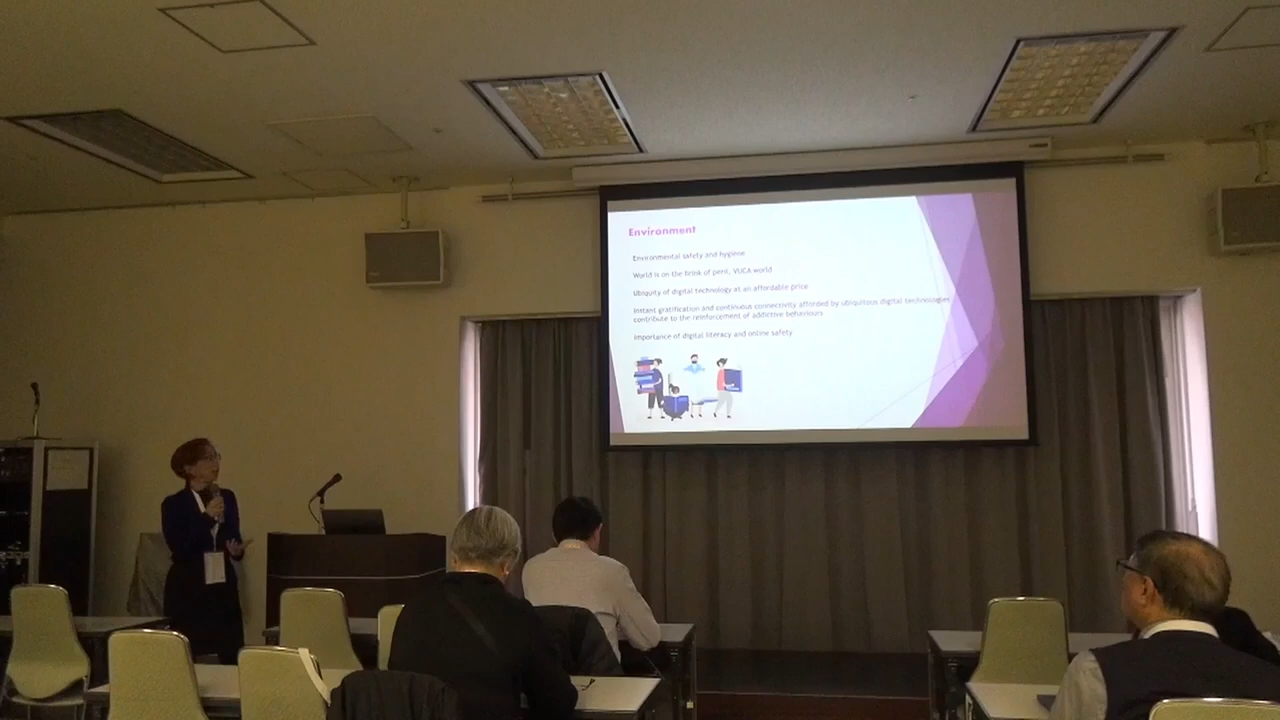 Environment
Environmental safety and hygiene
World is on the brink of peril, VUCA world
Ubiquity of digital technology at an affordable price
Instant gratification and continuous connectivity afforded by ubiquitous digital technologies
contribute to the reinforcement of addictive behaviours
Importance of digital literacy and online safety